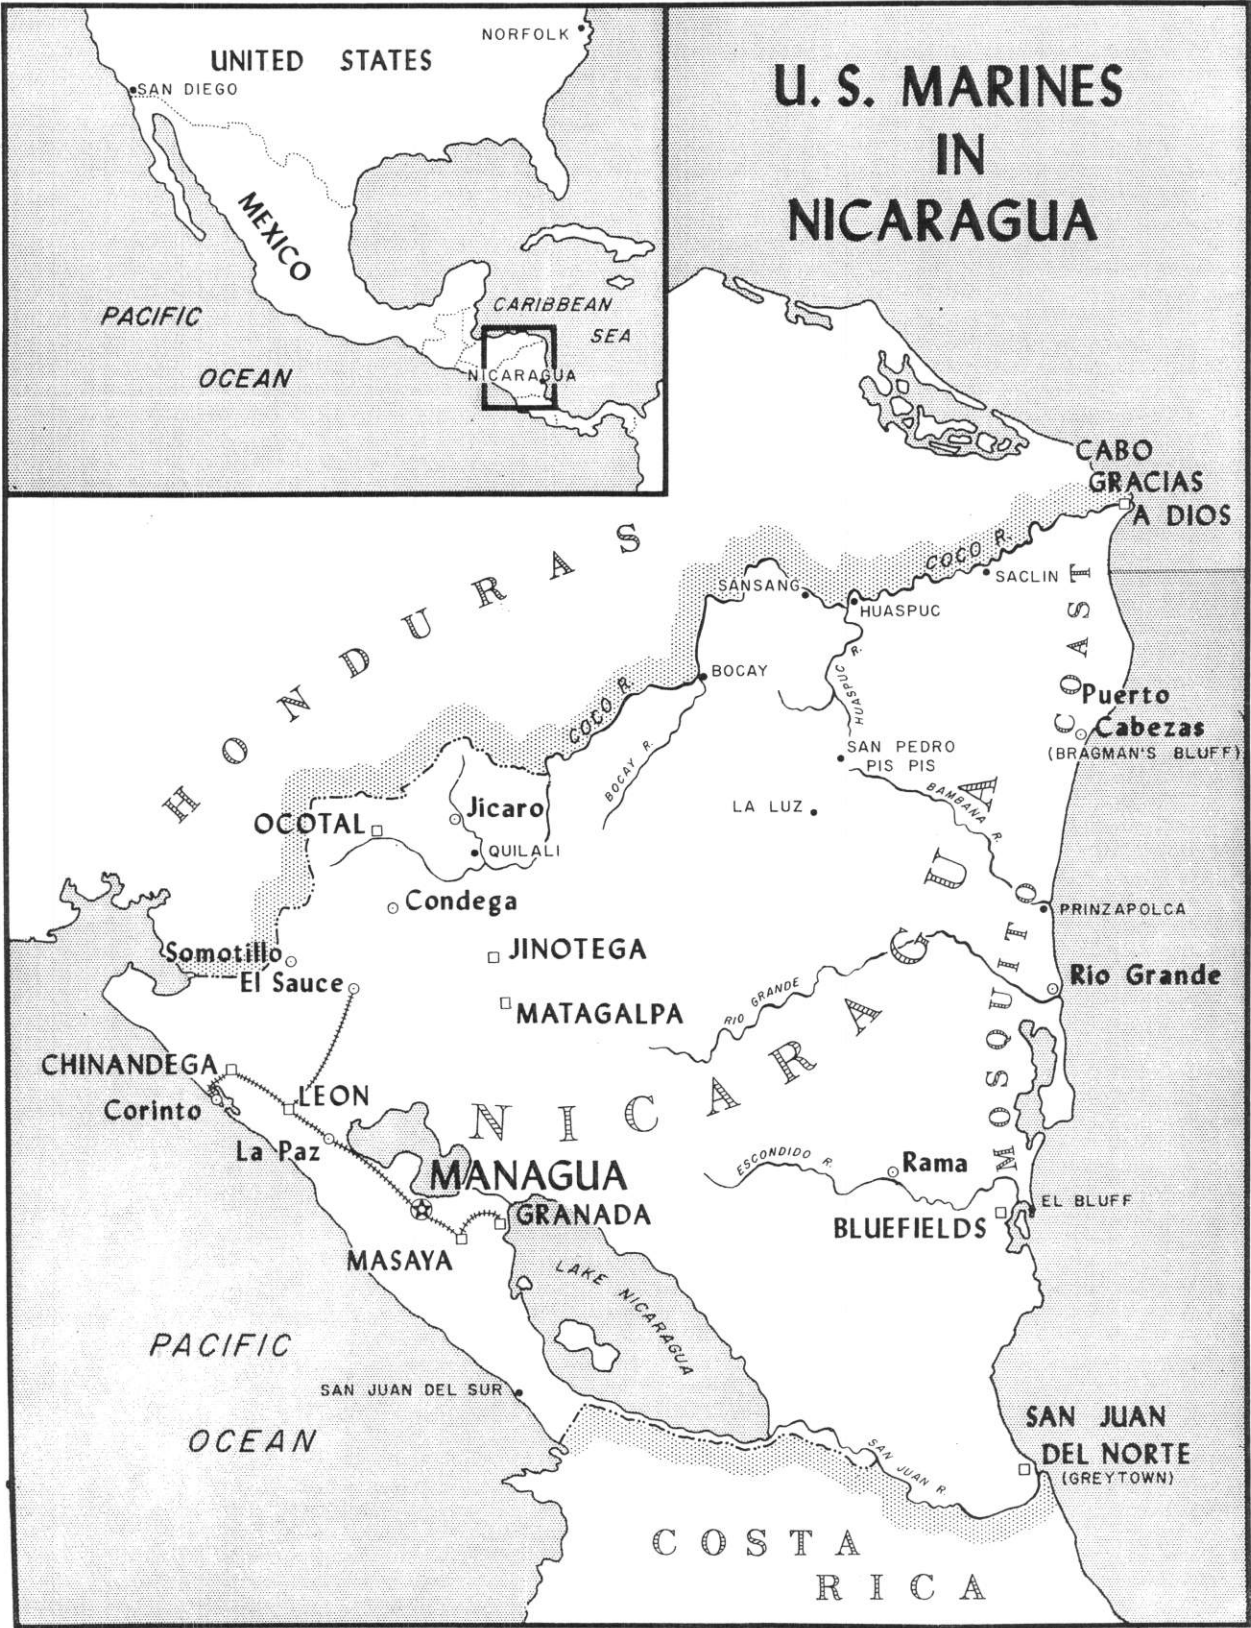 NORFOLK
UNITED STATES
SAN DIEGO
MEXICO
PACIFIC
OCEAN
CARIBBEAN
SEA
NICARAGUA
U. S. MARINES
IN
NICARAGUA
CABO
GRACIAS
A DIOS
HONDURAS
COCO R.
SACLIN
SANSANG
HUASPUC
HUASPUC R.
BOCAY
COCO R.
BOCAY R.
MOSQUITO COAST
Puerto
Cabezas
(BRAGMAN'S BLUFF)
SAN PEDRO
PIS PIS
BAMBANA R.
LA LUZ
Jicaro
OCOTAL
QUILALI
Condega
PRINZAPOLCA
Somotillo
El Sauce
JINOTEGA
Rio Grande
RIO GRANDE
MATAGALPA
NICARAGUA
CHINANDEGA
Corinto
LEON
La Paz
MANAGUA
ESCONDIDO R.
Rama
EL BLUFF
BLUEFIELDS
GRANADA
MASAYA
LAKE NICARAGUA
PACIFIC
OCEAN
SAN JUAN DEL SUR
SAN JUAN
DEL NORTE
(GREYTOWN)
SAN JUAN R.
COSTA
RICA